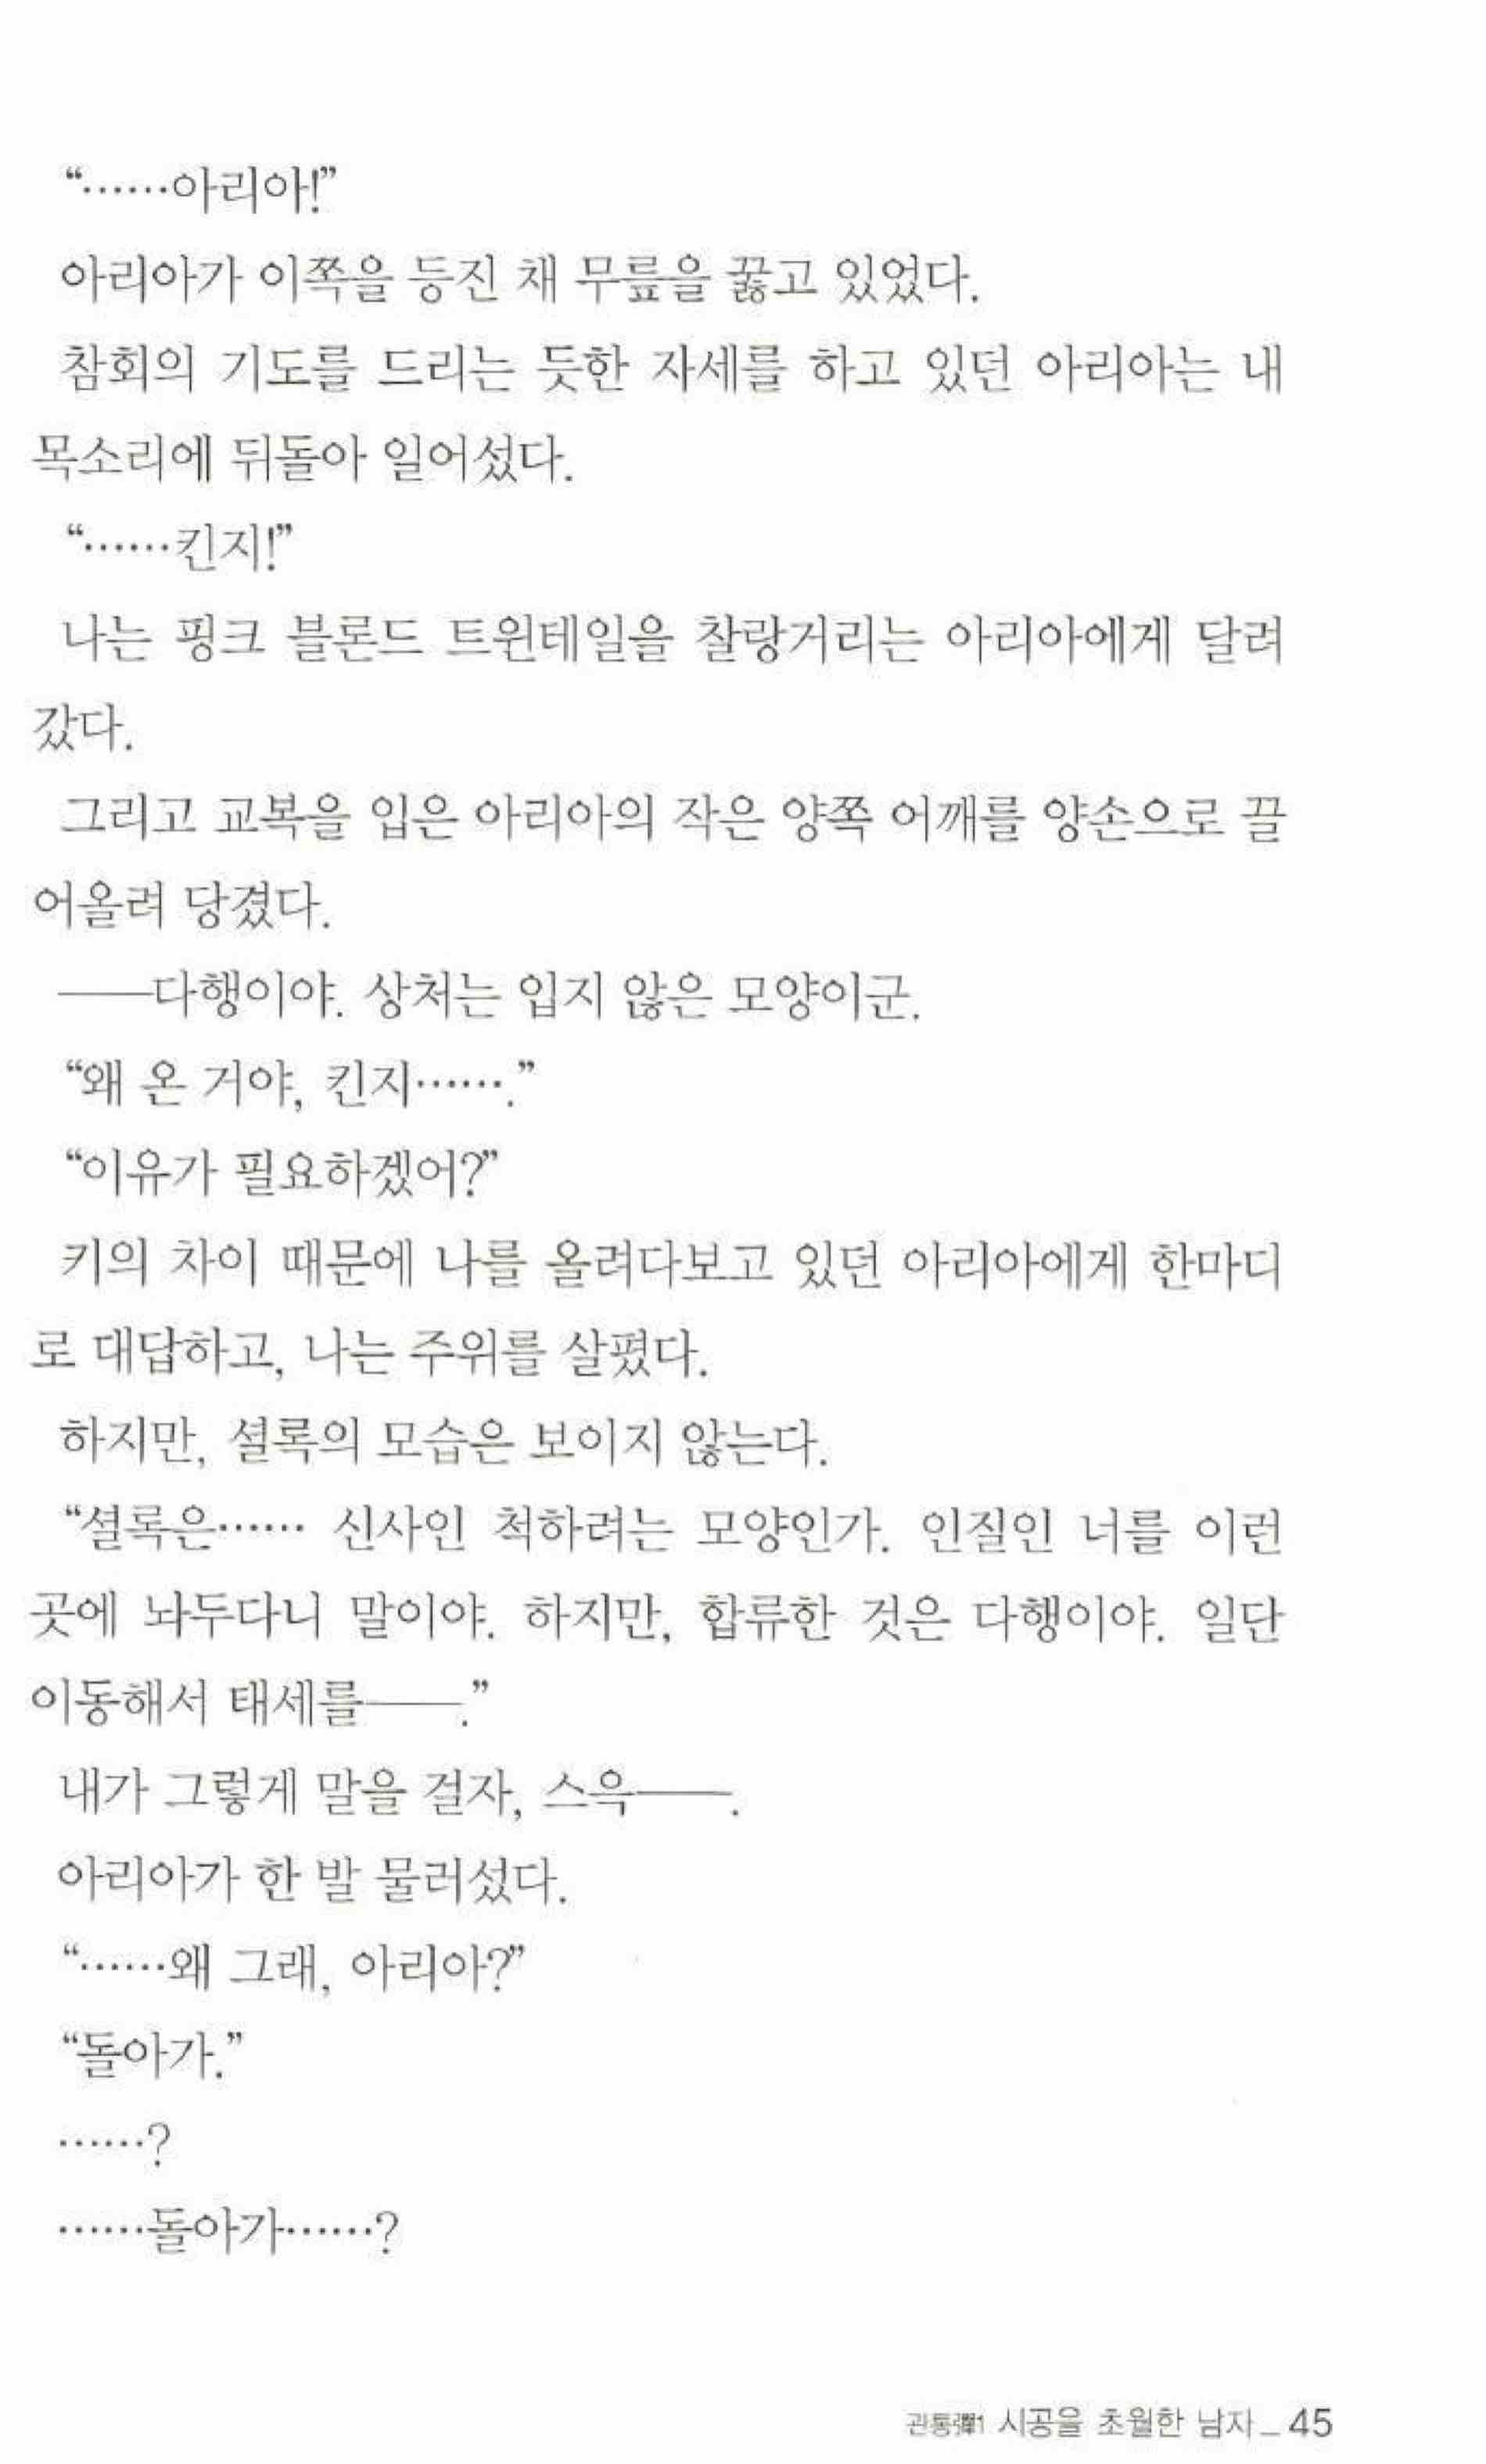 “……아리아!”
아리아가 이쪽을 등진 채 무릎을 꿇고 있었다.
참회의 기도를 드리는 듯한 자세를 하고 있던 아리아는 내
목소리에 뒤돌아 일어섰다.
“……킨지!”
나는 핑크 블론드 트윈테일을 찰랑거리는 아리아에게 달려
갔다.
그리고 교복을 입은 아리아의 작은 양쪽 어깨를 양손으로 끌
어올려 당겼다.
──다행이야. 상처는 입지 않은 모양이군.
“왜 온 거야, 킨지…….”
“이유가 필요하겠어?”
키의 차이 때문에 나를 올려다보고 있던 아리아에게 한마디
로 대답하고, 나는 주위를 살폈다.
하지만, 셜록의 모습은 보이지 않는다.
“셜록은…… 신사인 척하려는 모양인가. 인질인 너를 이런
곳에 놔두다니 말이야. 하지만, 합류한 것은 다행이야. 일단
이동해서 태세를──.”
내가 그렇게 말을 걸자, 스윽──.
아리아가 한 발 물러섰다.
“……왜 그래, 아리아?”
“돌아가.”
……?
……돌아가……?
관통彈1 시공을 초월한 남자_45